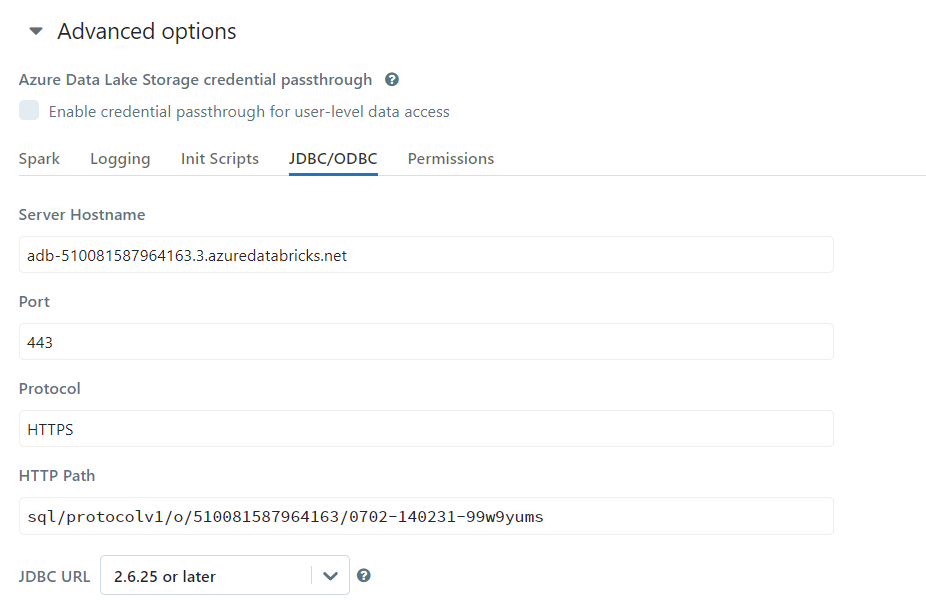 Advanced options
Azure Data Lake Storage credential passthrough
Enable credential passthrough for user-level data access
Spark Logging Init Scripts JDBC/ODBC Permissions
Server Hostname
adb-510081587964163.3.azuredatabricks.net
Port
443
Protocol
HTTPS
HTTP Path
sql/protocolv1/o/510081587964163/0702-140231-99w9yums
JDBC URL 2.6.25 or later